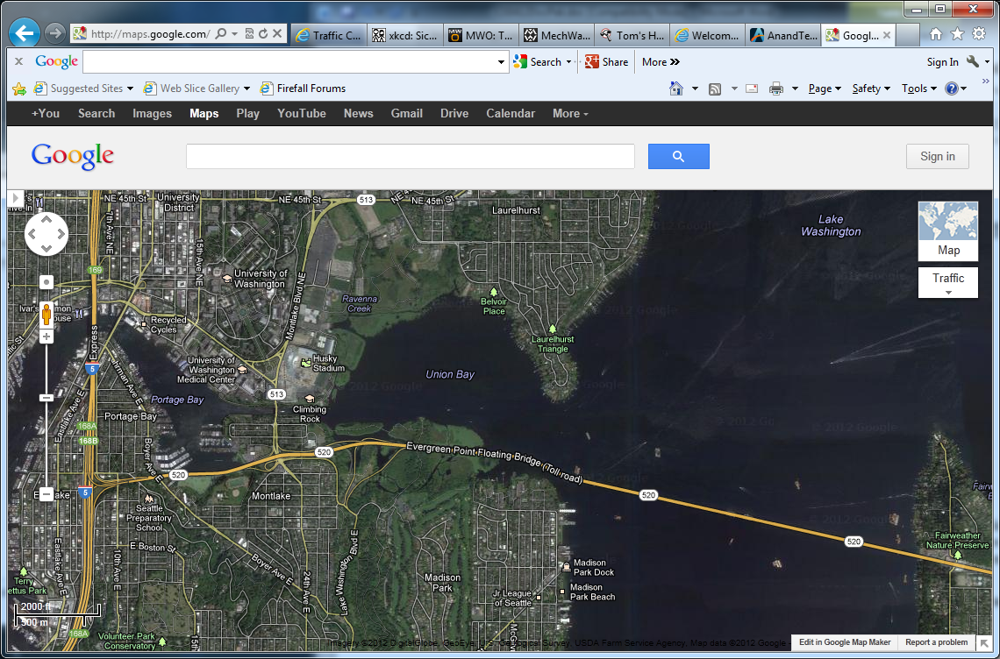 http://maps.google.com/
Traffic C...
xkcd: Sic...
MWO: T...
MechWa...
Tom's H...
Welcom...
AnandTe...
Googl...
Google
Search
Share
More »
Sign In
Suggested Sites
Web Slice Gallery
Firefall Forums
Page
Safety
Tools
+You Search Images Maps Play YouTube News Gmail Drive Calendar More
Google
Sign in
NE 45th St
University
District
NE 45th St
513
NE 45th St
Laurelhurst
Lake
Washington
Map
Traffic
7th Ave NE
15th Ave NE
169
University of
Washington
Montlake Blvd NE
Ravenna
Creek
Belvoir
Place
Laurelhurst
Triangle
Recycled
Cycles
Express
5
University of
Washington
Medical Center
Husky
Stadium
Union Bay
513
Portage Bay
Climbing
Rock
Portage Bay
Eastlake Ave E
Fuhrman Ave E
168A
168B
Boyer Ave E
520
520
Evergreen Point Floating Bridge (Toll road)
520
520
5
Montlake
Seattle
Preparatory
School
E Boston St
Boyer Ave E
10th Ave E
Eastlake Ave E
24th Ave E
Lake Washington Blvd E
Madison
Park
Madison
Park Dock
Madison
Park Beach
Jr League
of Seattle
Fairweather
Nature Preserve
Terry
ettus Park
2000 ft
500 m
168A
Volunteer Park
Conservatory
15th
McG
Imagery ©2012 DigitalGlobe, GeoEye, U.S. Geological Survey, USDA Farm Service Agency, Map data ©2012 Google -
Edit in Google Map Maker
Report a problem